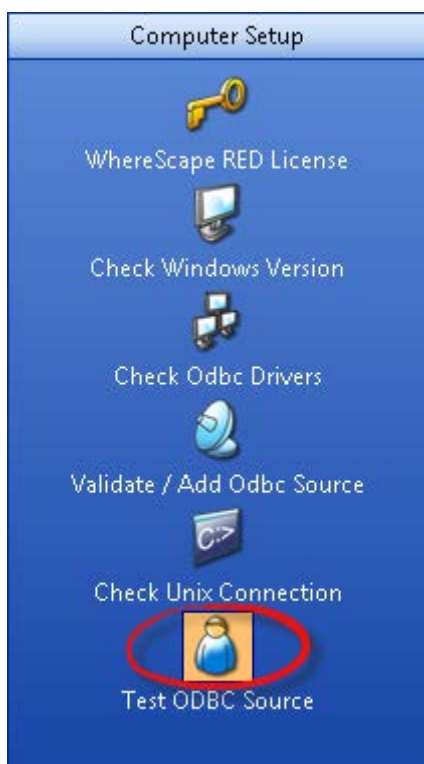 Computer Setup
WhereScape RED License
Check Windows Version
Check Odbc Drivers
Validate / Add Odbc Source
C:>
Check Unix Connection
Test ODBC Source